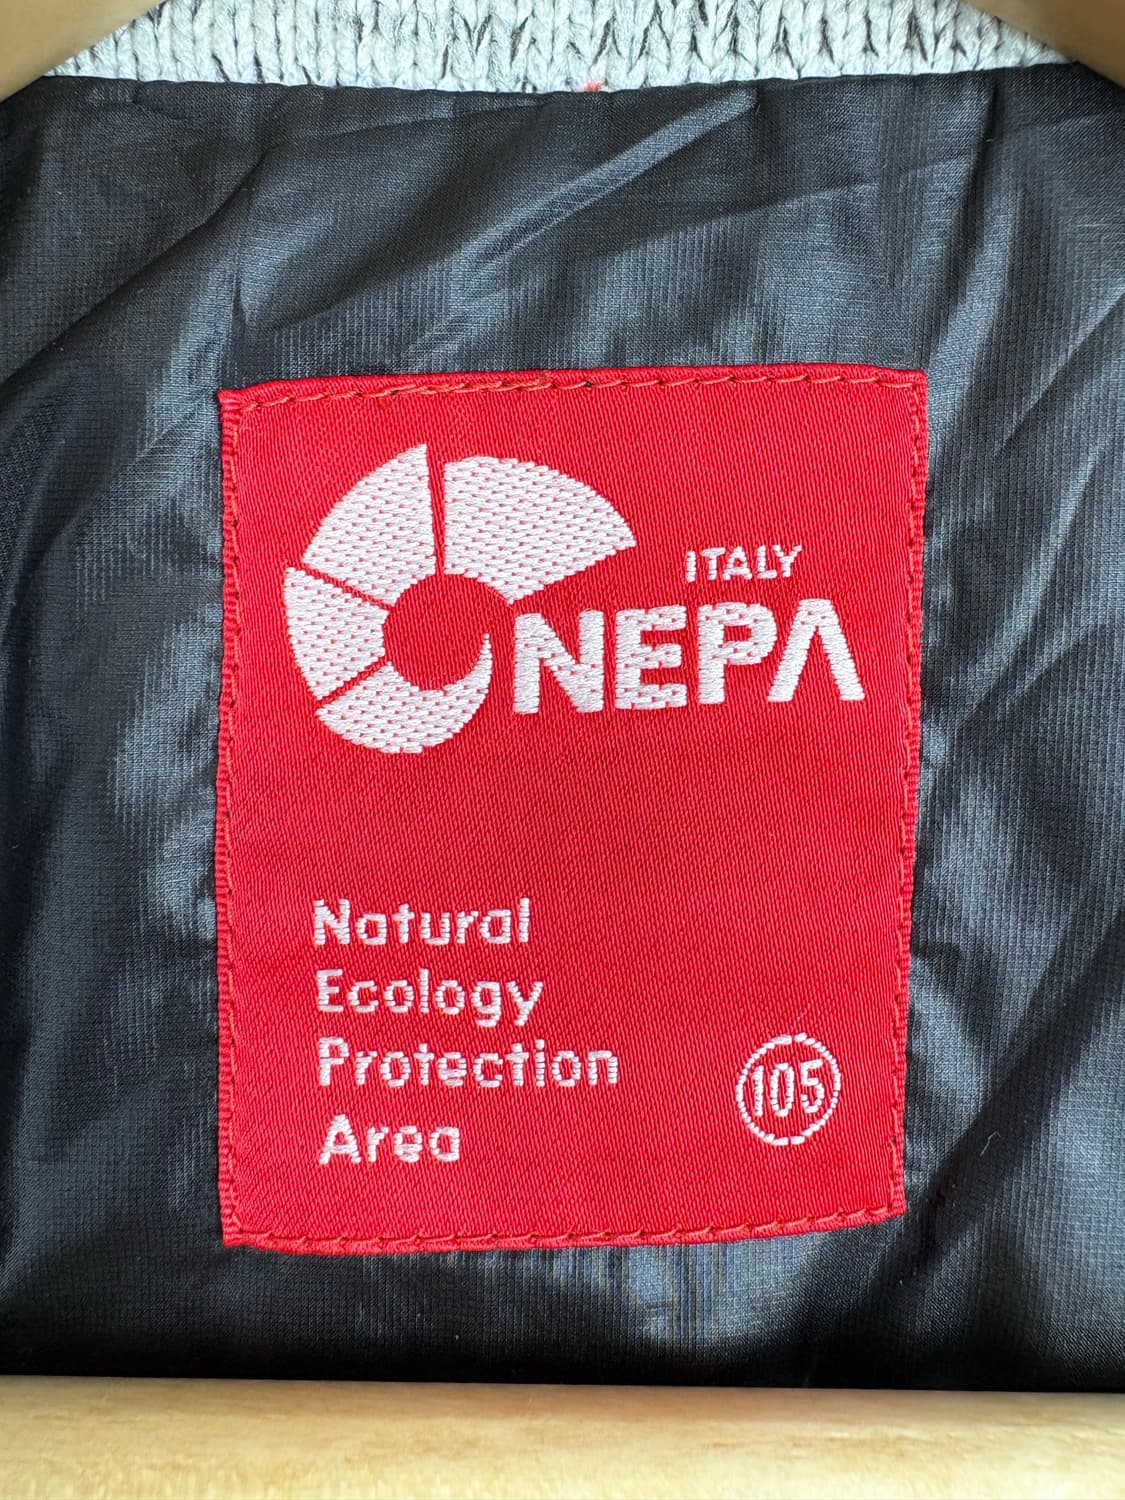 ITALY
NEPA
Natural
Ecology
Protection
Area
105